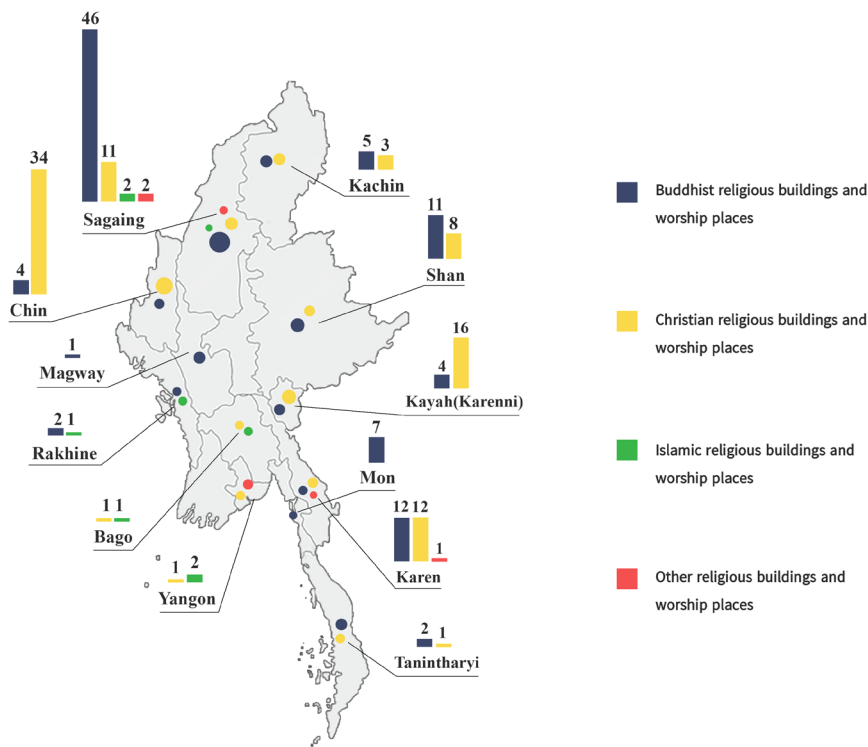 46
11
2 2
Sagaing
34
4
Chin
5 3
Kachin
11
8
Shan
1
Magway
16
4
Kayah(Karenni)
2 1
Rakhine
7
Mon
1 1
Bago
12 12
1
Karen
1 2
Yangon
2 1
Tanintharyi
Buddhist religious buildings and
worship places
Christian religious buildings and
worship places
Islamic religious buildings and
worship places
Other religious buildings and
worship places